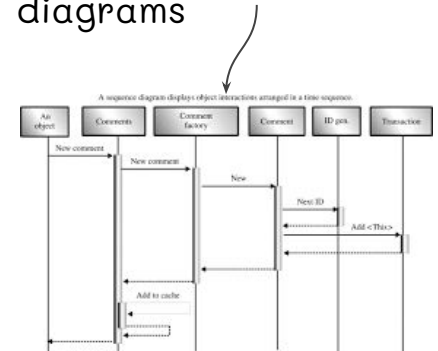 diagrams
A sequence diagram displays object interactions arranged in a time sequence.
An
object
Comments
Comment
factory
Comment
ID gen.
Transaction
New comment
New comment
New
Next ID
Add <This>
Add to cache